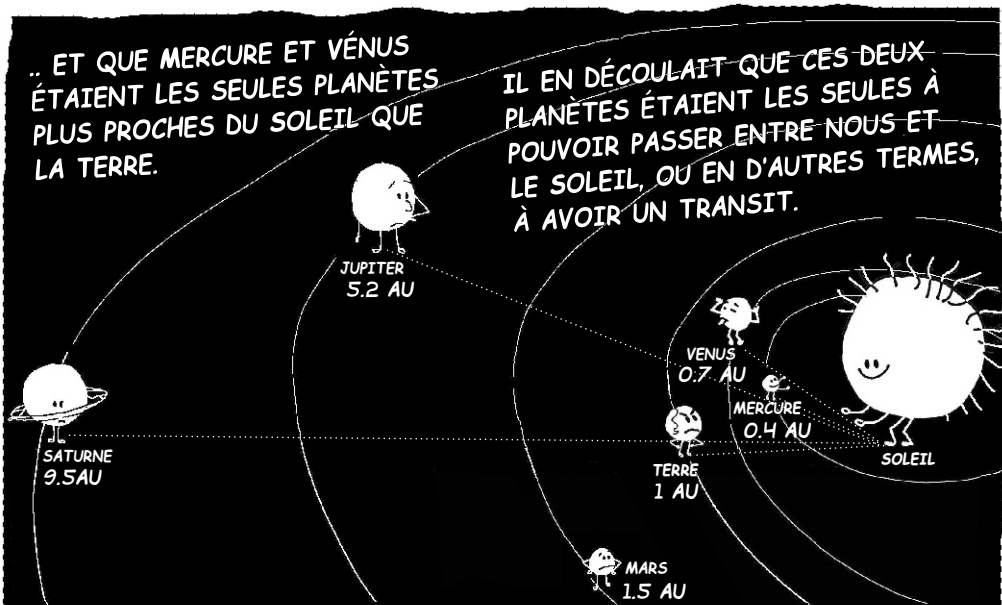 .. ET QUE MERCURE ET VÉNUS
ÉTAIENT LES SEULES PLANÈTES
PLUS PROCHES DU SOLEIL QUE
LA TERRE.
IL EN DÉCOULAIT QUE CES DEUX
PLANÈTES ÉTAIENT LES SEULES À
POUVOIR PASSER ENTRE NOUS ET
LE SOLEIL, OU EN D'AUTRES TERMES,
À AVOIR UN TRANSIT.
JUPITER
5.2 AU
VENUS
0.7 AU
MERCURE
0.4 AU
SATURNE
9.5AU
TERRE
1 AU
SOLEIL
MARS
1.5 AU